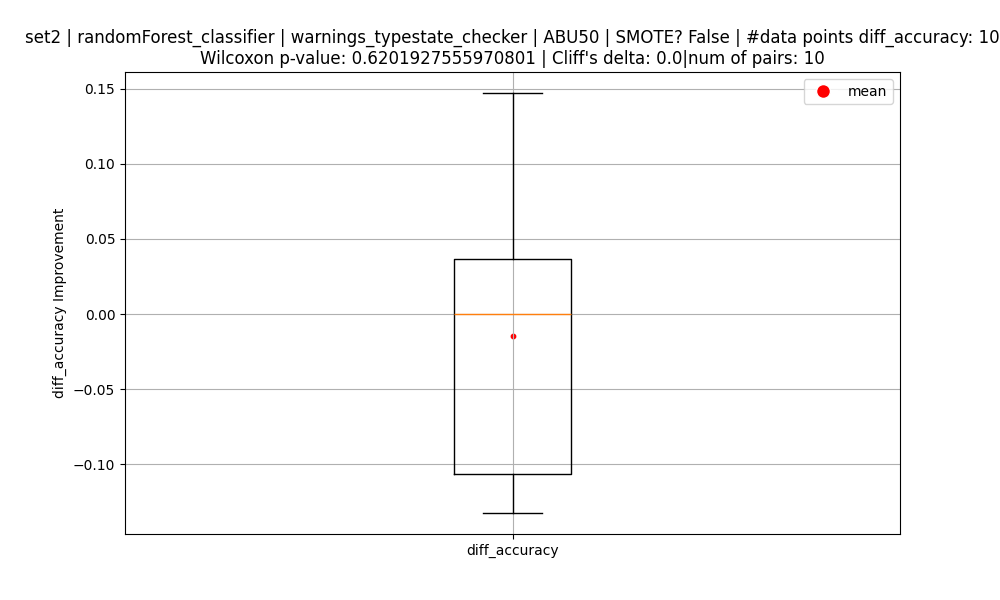 set2 | randomForest_classifier | warnings_typestate_checker | ABU50 | SMOTE? False | #data points diff_accuracy: 10
Wilcoxon p-value: 0.6201927555970801 | Cliff's delta: 0.0|num of pairs: 10
mean
0.15
0.10
0.05
0.00
−0.05
−0.10
diff_accuracy Improvement
diff_accuracy